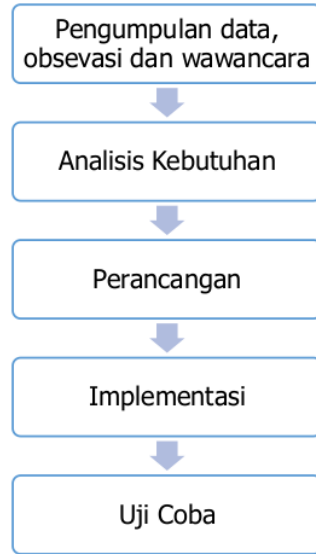 Pengumpulan data,
obsevasi dan wawancara
Analisis Kebutuhan
Perancangan
Implementasi
Uji Coba